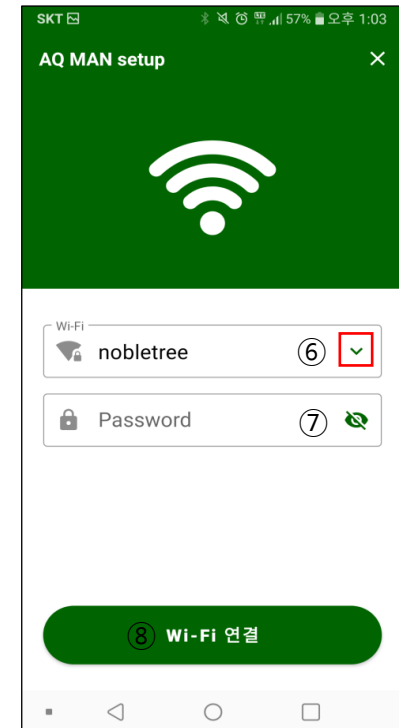 SKT 57% 오후 1:03
AQ MAN setup
Wi-Fi
nobletree ⑥
Password ⑦
⑧ Wi-Fi 연결